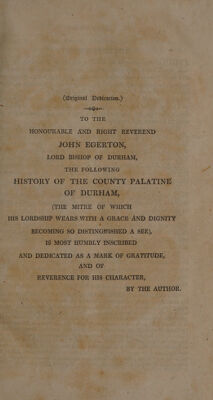 (Original Dedication.)
TO THE
HONOURABLE AND RIGHT REVEREND
JOHN EGERTON,
LORD BISHOP OF DURHAM,
THE FOLLOWING
HISTORY OF THE COUNTY PALATINE
OF DURHAM,
(THE MITRE OF WHICH
HIS LORDSHIP WEARS WITH A GRACE AND DIGNITY
BECOMING SO DISTINGUISHED A SEE),
IS MOST HUMBLY INSCRIBED
AND DEDICATED AS A MARK OF GRATITUDE,
AND OF
REVERENCE FOR HIS CHARACTER,
BY THE AUTHOR.